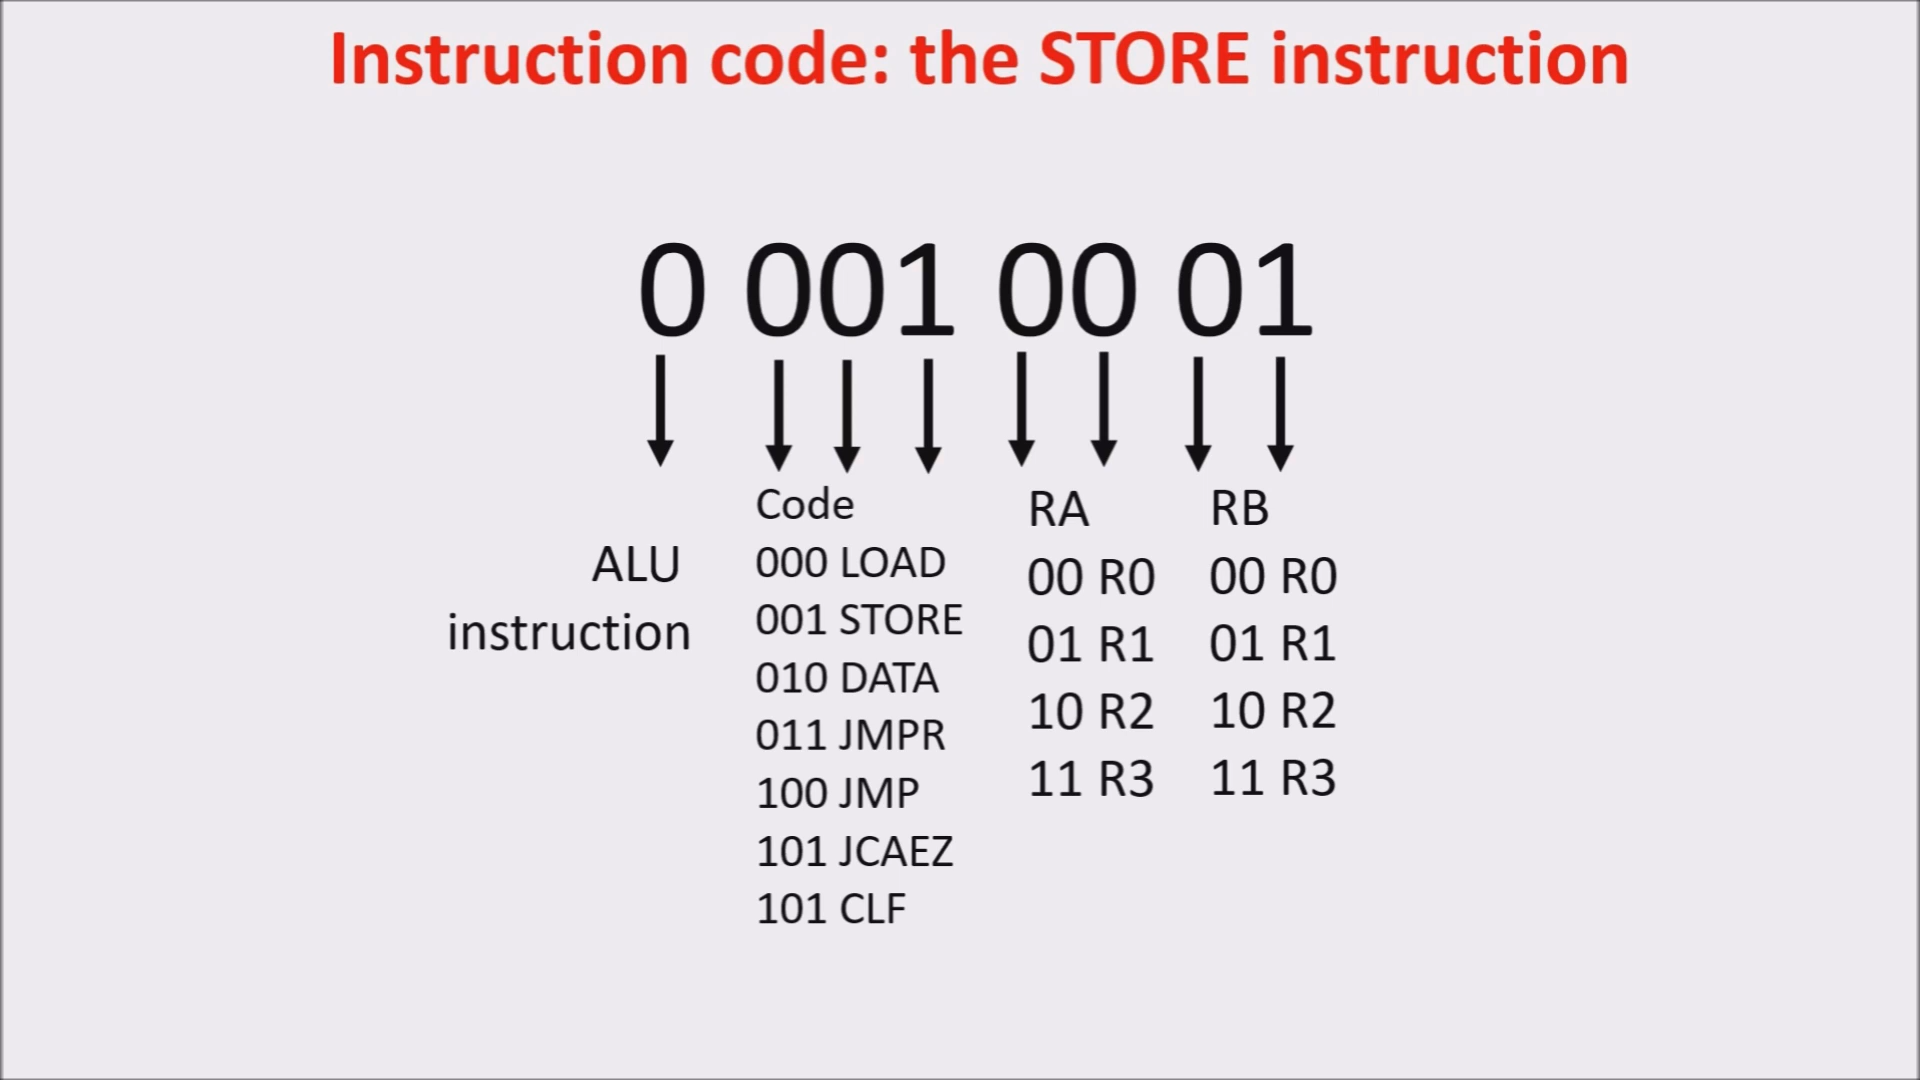 Instruction code: the STORE instruction
0 001 00 01
ALU
instruction
Code
000 LOAD
001 STORE
010 DATA
011 JMPR
100 JMP
101 JCAEZ
101 CLF
RA
00 R0
01 R1
10 R2
11 R3
RB
00 R0
01 R1
10 R2
11 R3